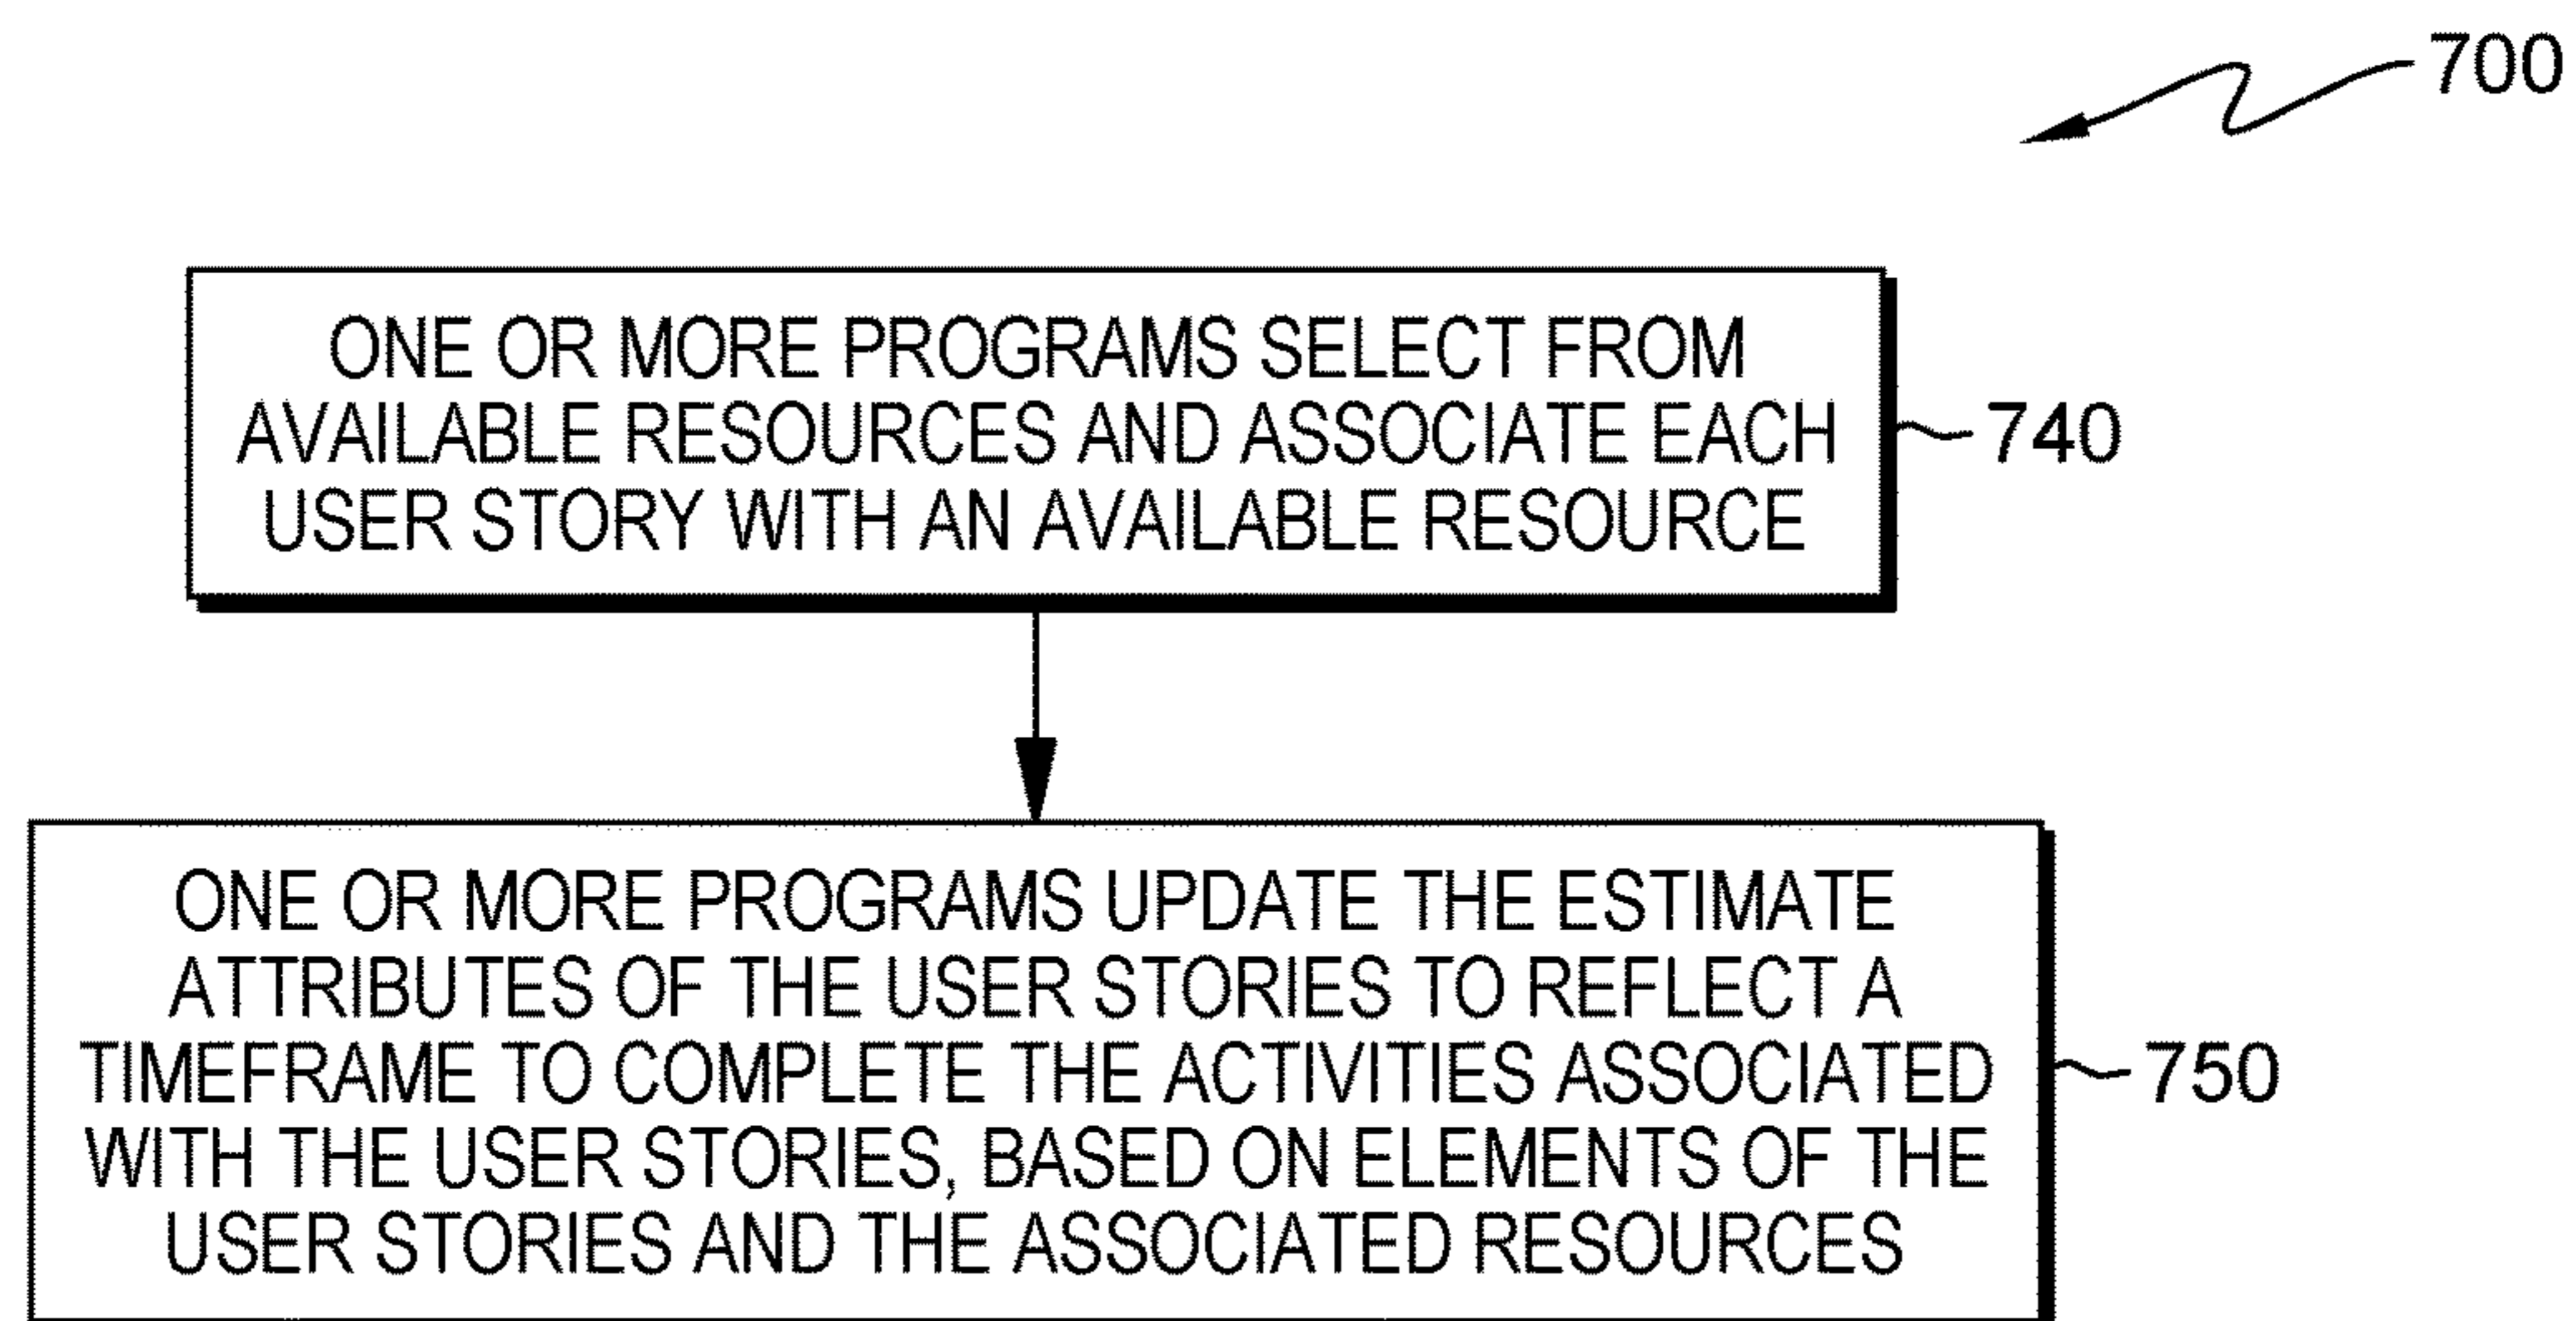 700
ONE OR MORE PROGRAMS SELECT FROM
AVAILABLE RESOURCES AND ASSOCIATE EACH
USER STORY WITH AN AVAILABLE RESOURCE
740
ONE OR MORE PROGRAMS UPDATE THE ESTIMATE
ATTRIBUTES OF THE USER STORIES TO REFLECT A
TIMEFRAME TO COMPLETE THE ACTIVITIES ASSOCIATED
WITH THE USER STORIES, BASED ON ELEMENTS OF THE
USER STORIES AND THE ASSOCIATED RESOURCES
750